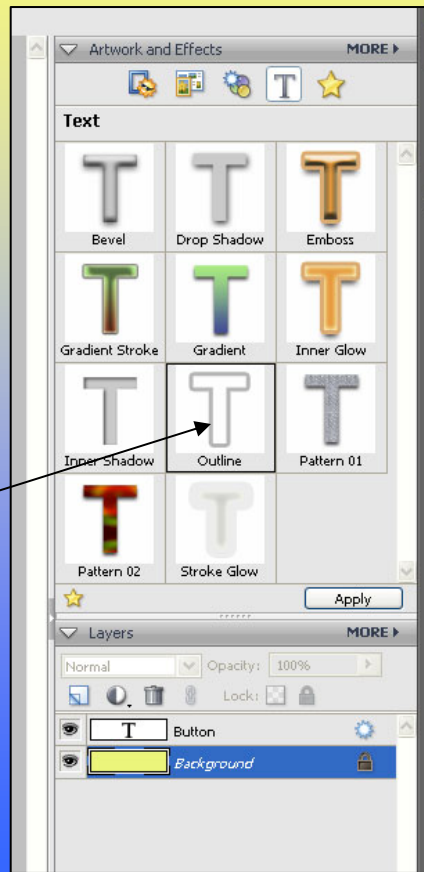 Artwork and Effects MORE
T
Text
T T T
Bevel Drop Shadow Emboss
T T T
Gradient Stroke Gradient Inner Glow
T T T
Inner Shadow Outline Pattern 01
T T
Pattern 02 Stroke Glow
Apply
Layers MORE
Normal Opacity: 100%
Lock:
T Button
Background